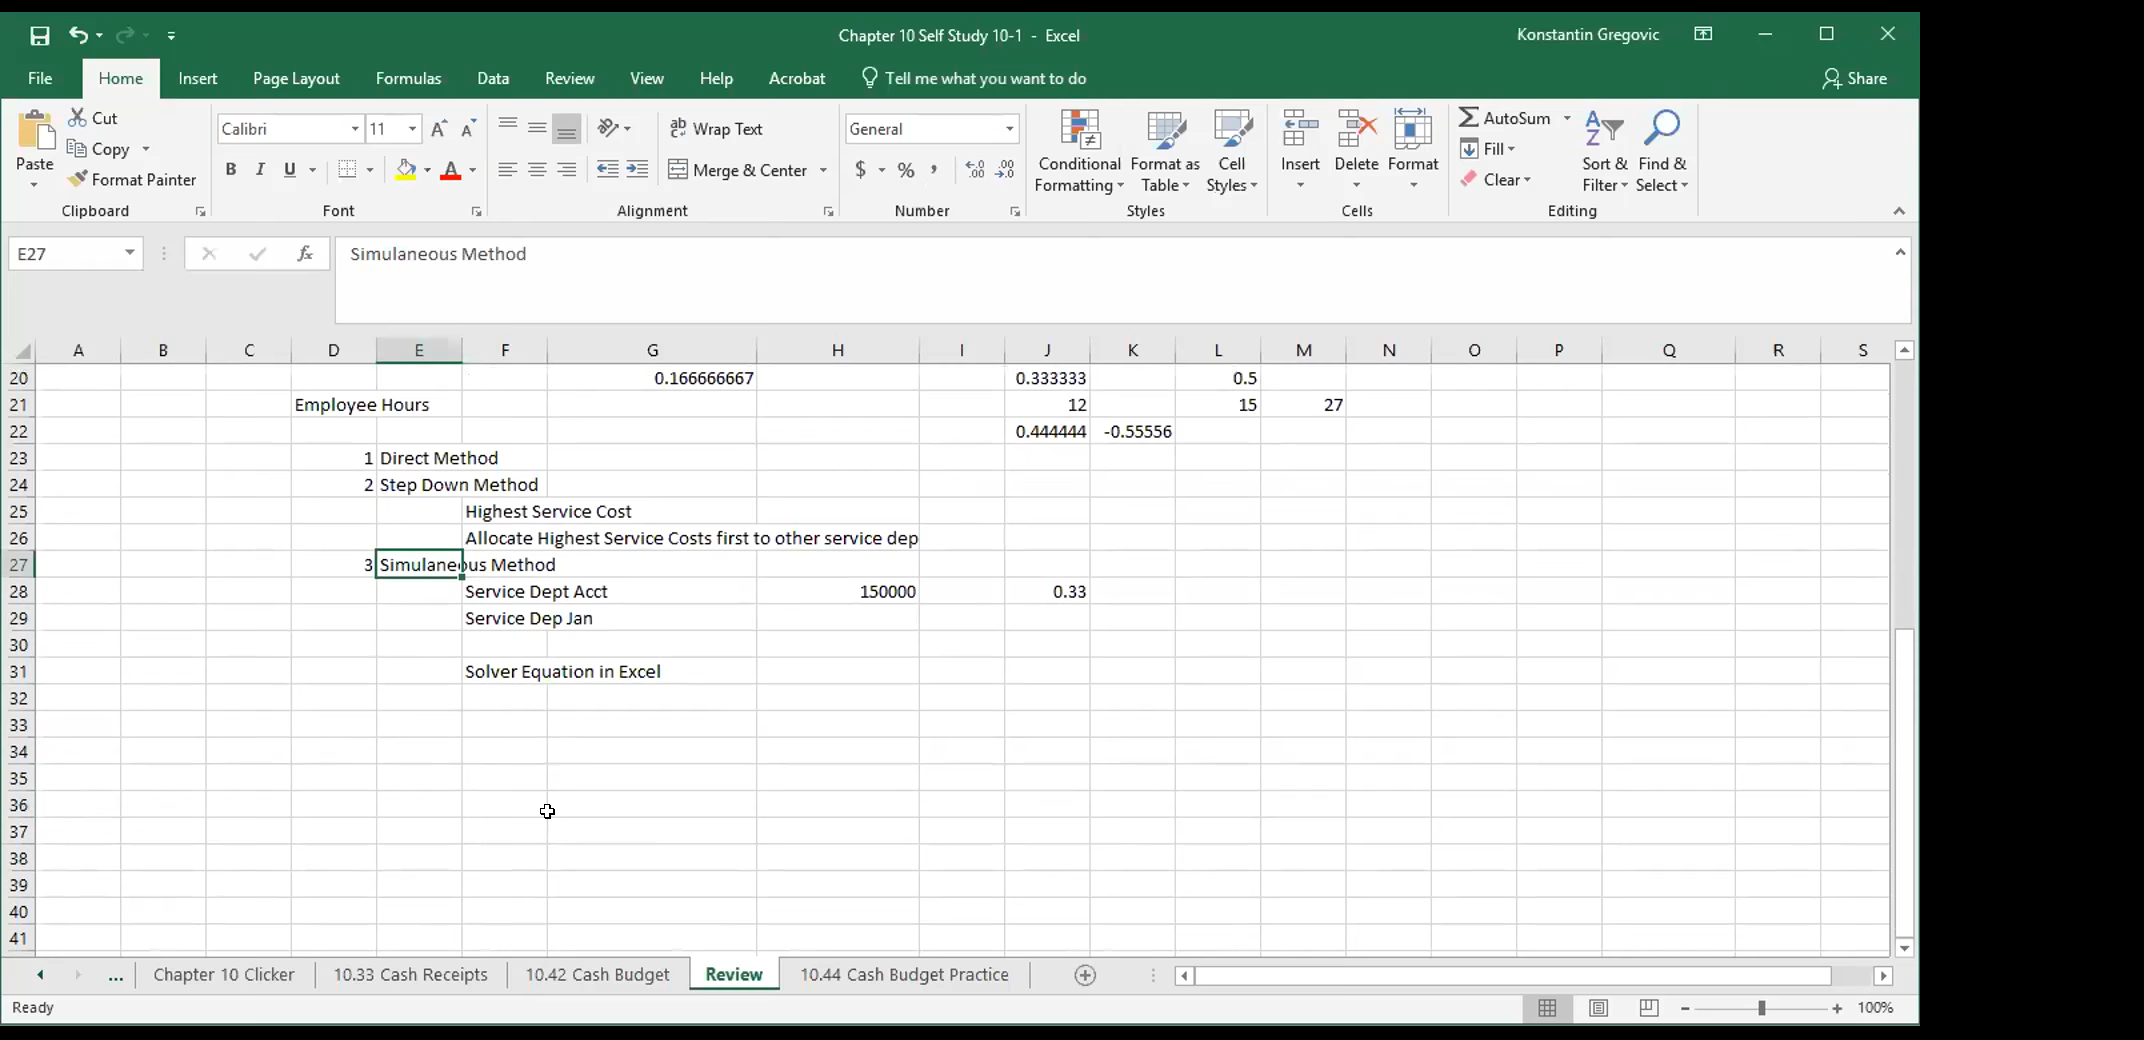 Chapter 10 Self Study 10-1 - Excel
Konstantin Gregovic
File Home Insert Page Layout Formulas Data Review View Help Acrobat Tell me what you want to do Share
Paste
Cut
Copy
Format Painter
Clipboard
Calibri 11 A A
B I U A
Font
ab c Wrap Text
Merge & Center
Alignment
General
$ % , .0 .00 .00 .0
Number
Conditional Formatting
Format as Table
Cell Styles
Styles
Insert Delete Format
Cells
AutoSum
Fill
Clear
Sort & Filter
Find & Select
Editing
E27 fx Simulaneous Method
A B C D E F G H I J K L M N O P Q R S
20 0.166666667 0.333333 0.5
21 Employee Hours 12 15 27
22 0.444444 -0.55556
23 1 Direct Method
24 2 Step Down Method
25 Highest Service Cost
26 Allocate Highest Service Costs first to other service dep
27 3 Simulaneous Method
28 Service Dept Acct 150000 0.33
29 Service Dep Jan
30
31 Solver Equation in Excel
32
33
34
35
36
37
38
39
40
41
... Chapter 10 Clicker 10.33 Cash Receipts 10.42 Cash Budget Review 10.44 Cash Budget Practice
Ready 100%